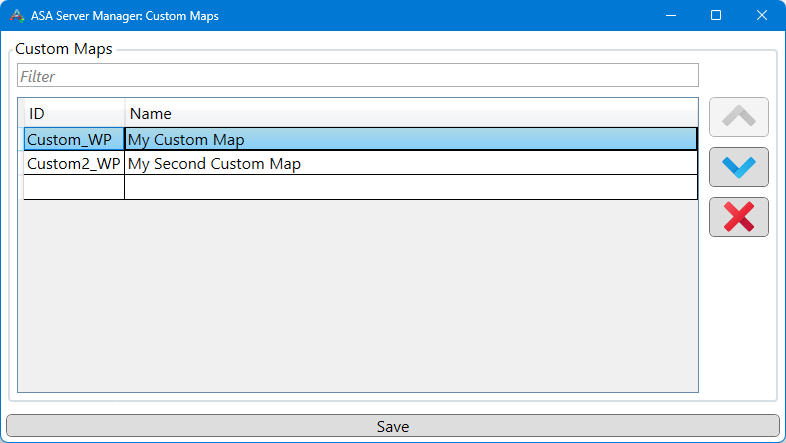 ASA Server Manager: Custom Maps
Custom Maps
Filter
ID Name
Custom_WP My Custom Map
Custom2_WP My Second Custom Map
Save